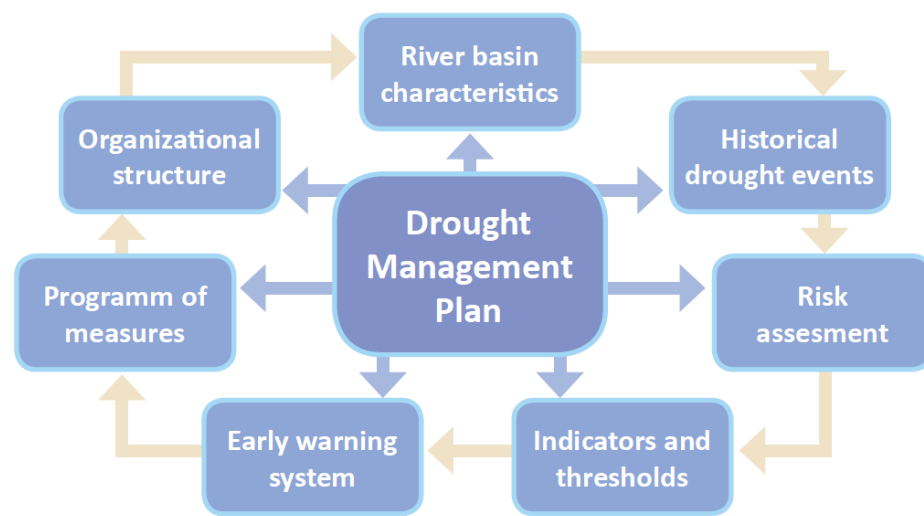 River basin
characteristics
Organizational
structure
Historical
drought events
Drought
Management
Plan
Programm of
measures
Risk
assesment
Early warning
system
Indicators and
thresholds